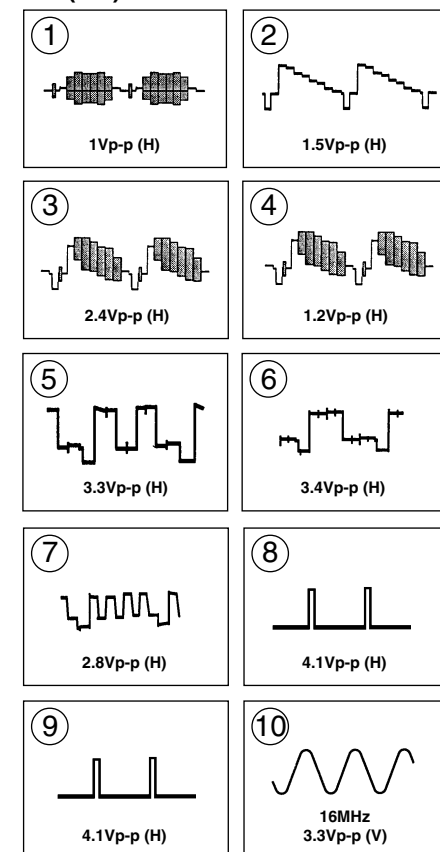 1
2
1Vp-p (H)
1.5Vp-p (H)
3
4
2.4Vp-p (H)
1.2Vp-p (H)
5
6
3.3Vp-p (H)
3.4Vp-p (H)
7
8
2.8Vp-p (H)
4.1Vp-p (H)
9
10
4.1Vp-p (H)
16MHz
3.3Vp-p (V)